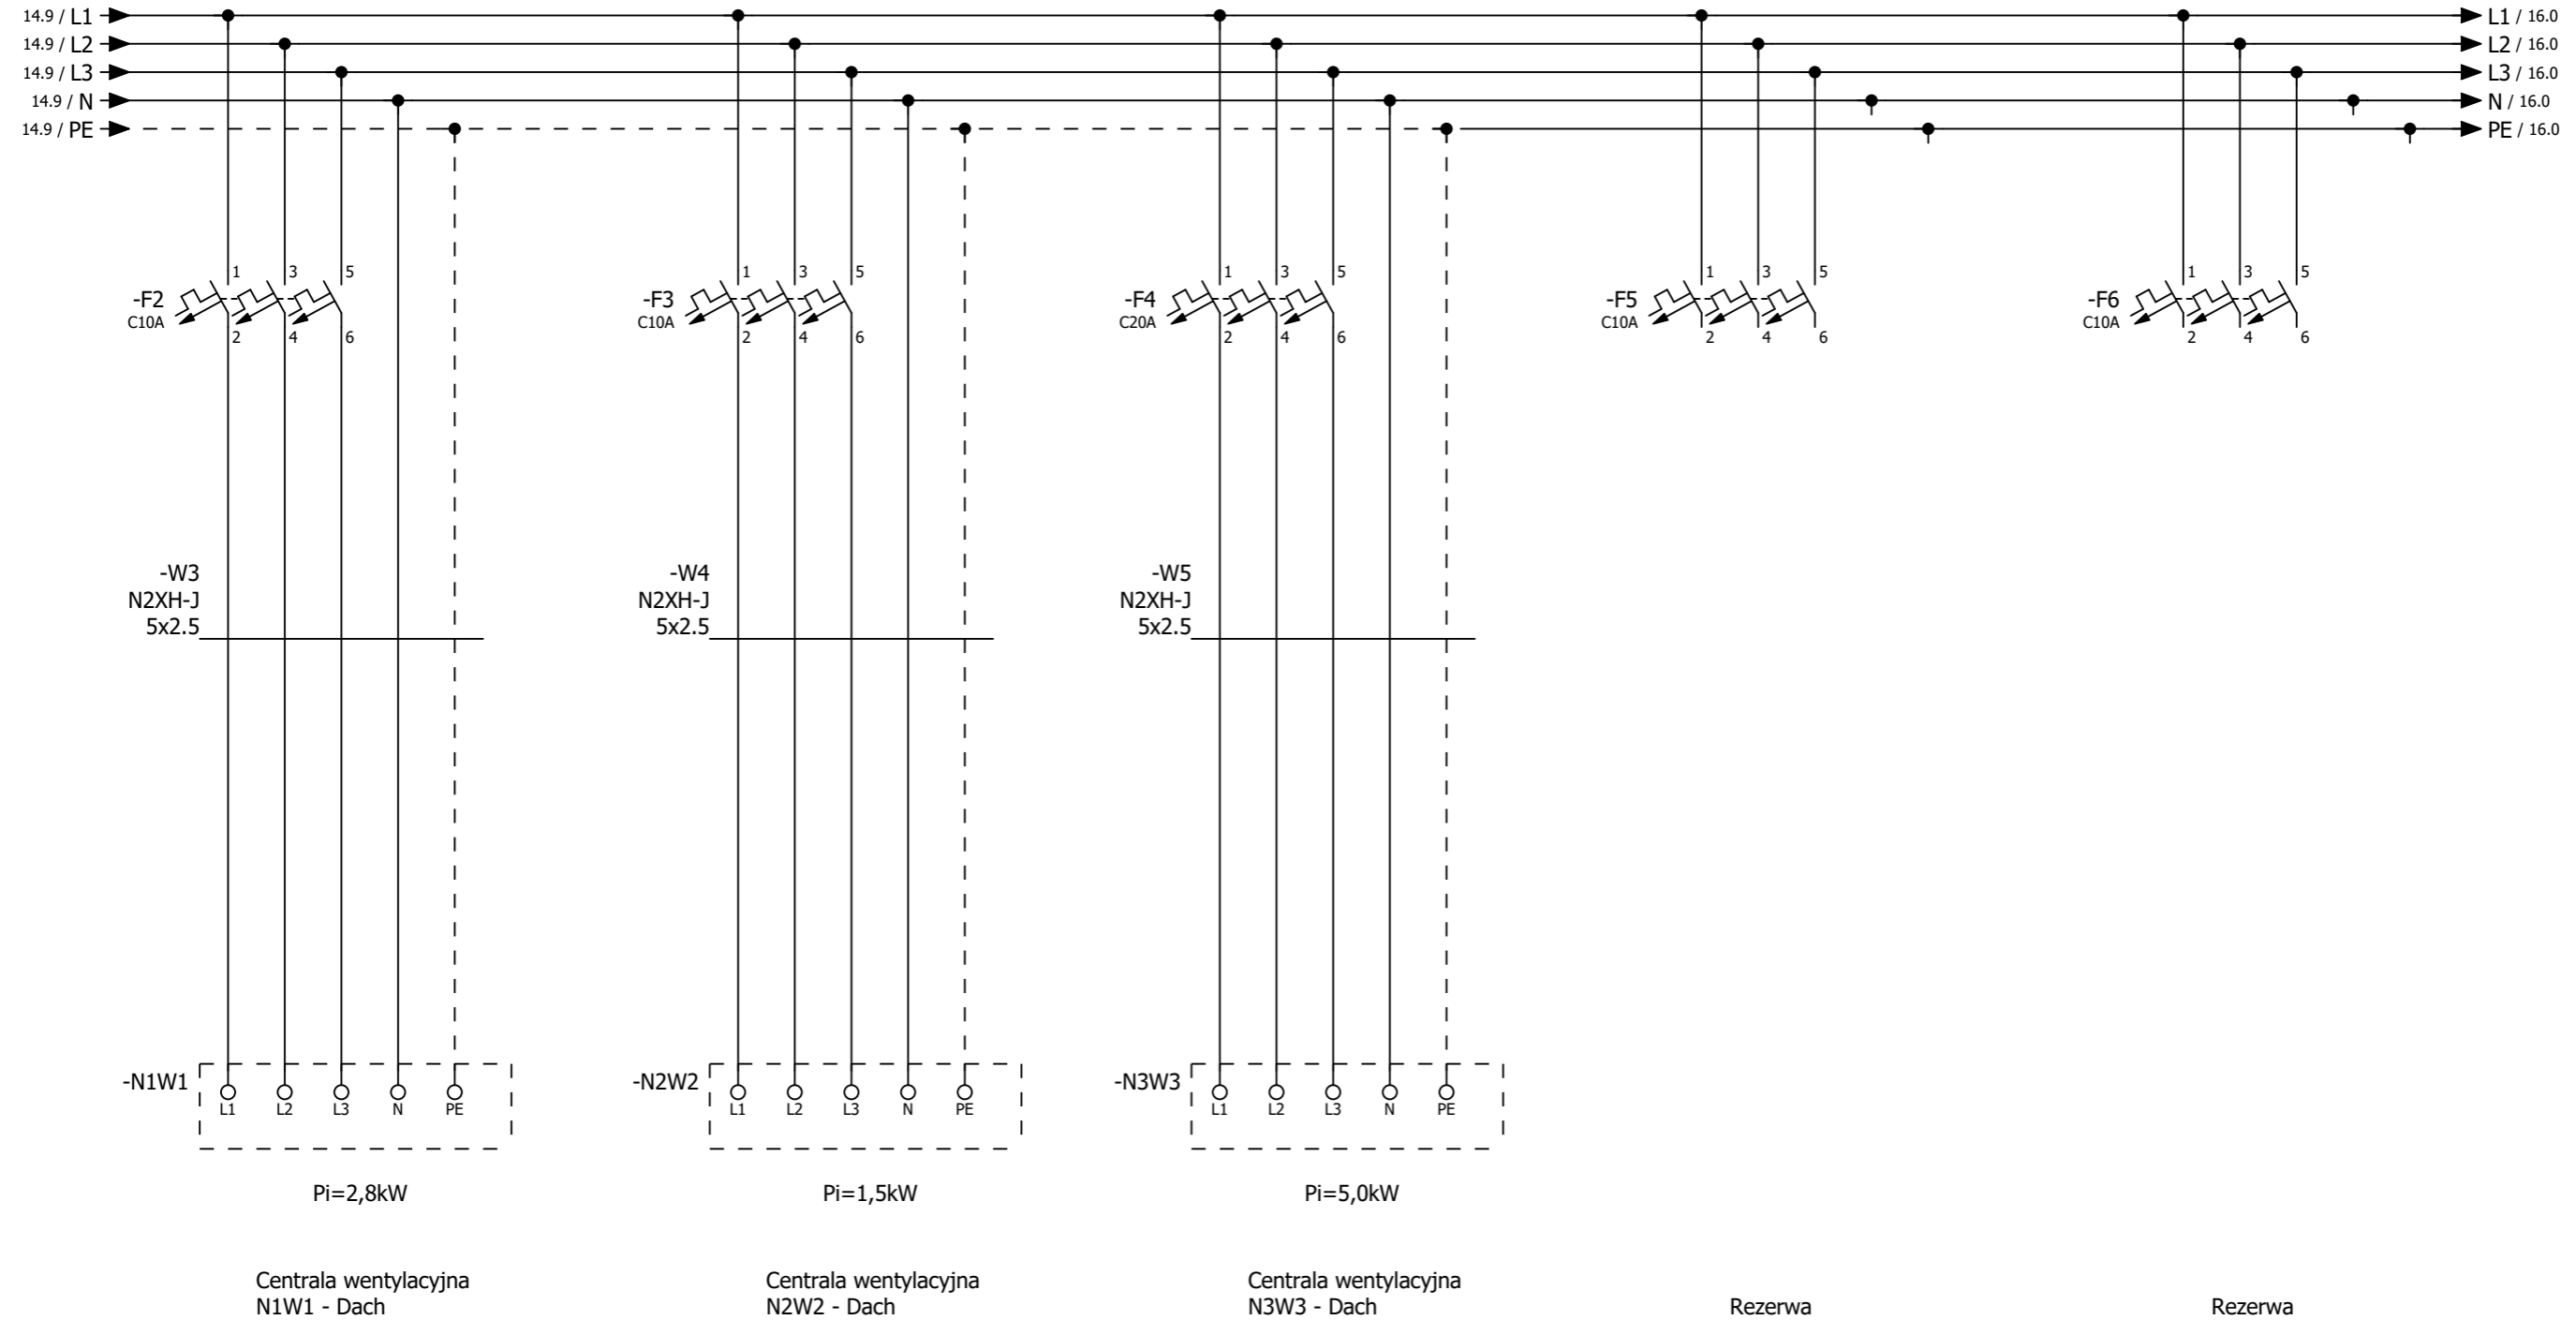 14.9 / L1
L1 / 16.0
14.9 / L2
L2 / 16.0
14.9 / L3
L3 / 16.0
14.9 / N
N / 16.0
14.9 / PE
PE / 16.0
1 3 5
-F2
C10A
2 4 6
1 3 5
-F3
C10A
2 4 6
1 3 5
-F4
C20A
2 4 6
1 3 5
-F5
C10A
2 4 6
1 3 5
-F6
C10A
2 4 6
-W3
N2XH-J
5x2.5
-W4
N2XH-J
5x2.5
-W5
N2XH-J
5x2.5
-N1W1
L1 L2 L3 N PE
-N2W2
L1 L2 L3 N PE
-N3W3
L1 L2 L3 N PE
Pi=2,8kW
Pi=1,5kW
Pi=5,0kW
Centrala wentylacyjna
N1W1 - Dach
Centrala wentylacyjna
N2W2 - Dach
Centrala wentylacyjna
N3W3 - Dach
Rezerwa
Rezerwa